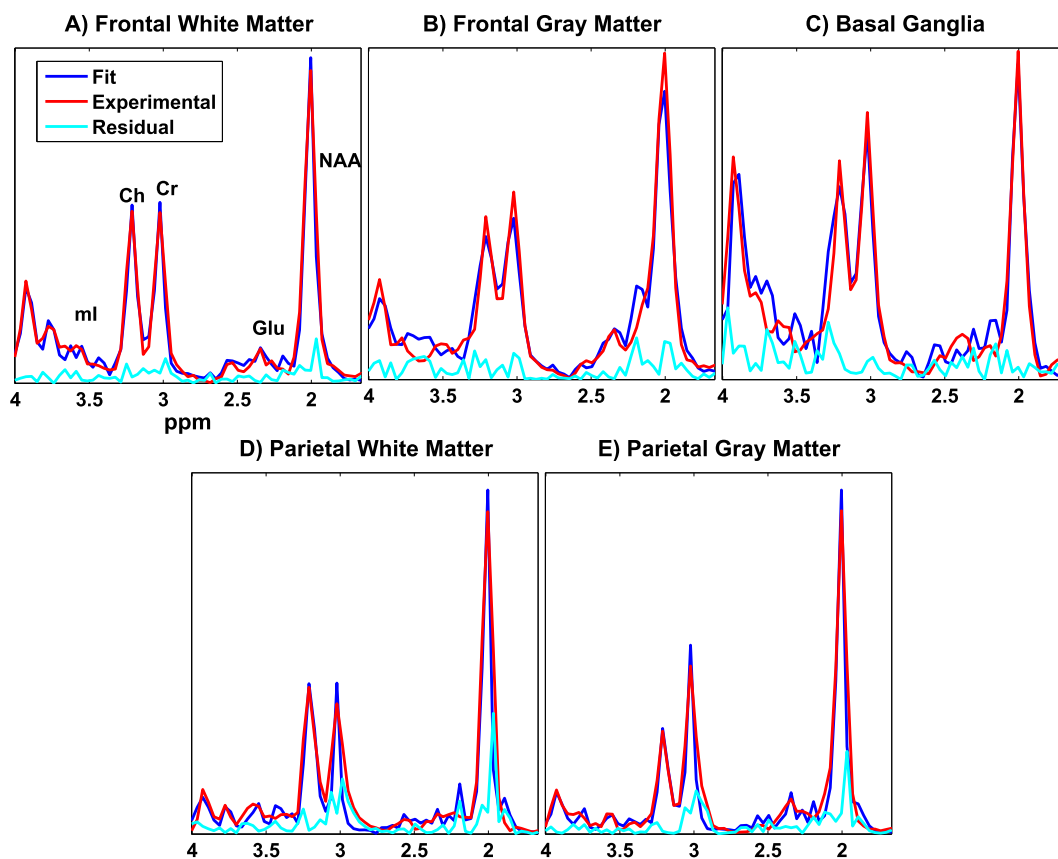 A) Frontal White Matter
B) Frontal Gray Matter
C) Basal Ganglia
Fit
Experimental
Residual
NAA
Ch
Cr
mI
Glu
4 3.5 3 2.5 2
ppm
4 3.5 3 2.5 2
4 3.5 3 2.5 2
D) Parietal White Matter
E) Parietal Gray Matter
4 3.5 3 2.5 2
4 3.5 3 2.5 2